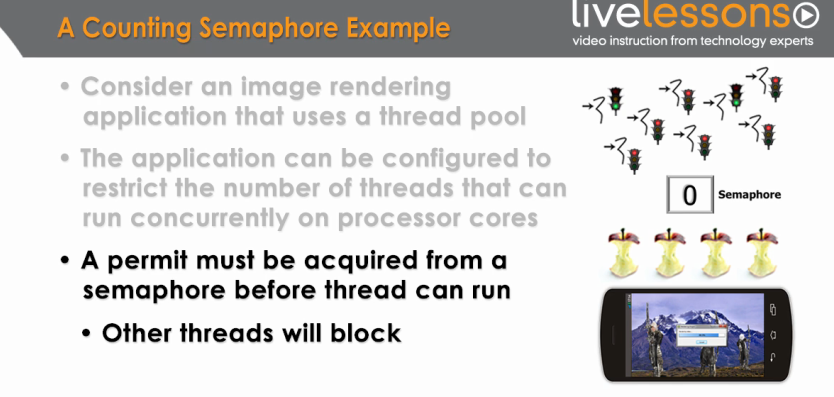 A Counting Semaphore Example
livelessons
video instruction from technology experts
• Consider an image rendering
application that uses a thread pool
• The application can be configured to
restrict the number of threads that can
run concurrently on processor cores
• A permit must be acquired from a
semaphore before thread can run
• Other threads will block
0 Semaphore